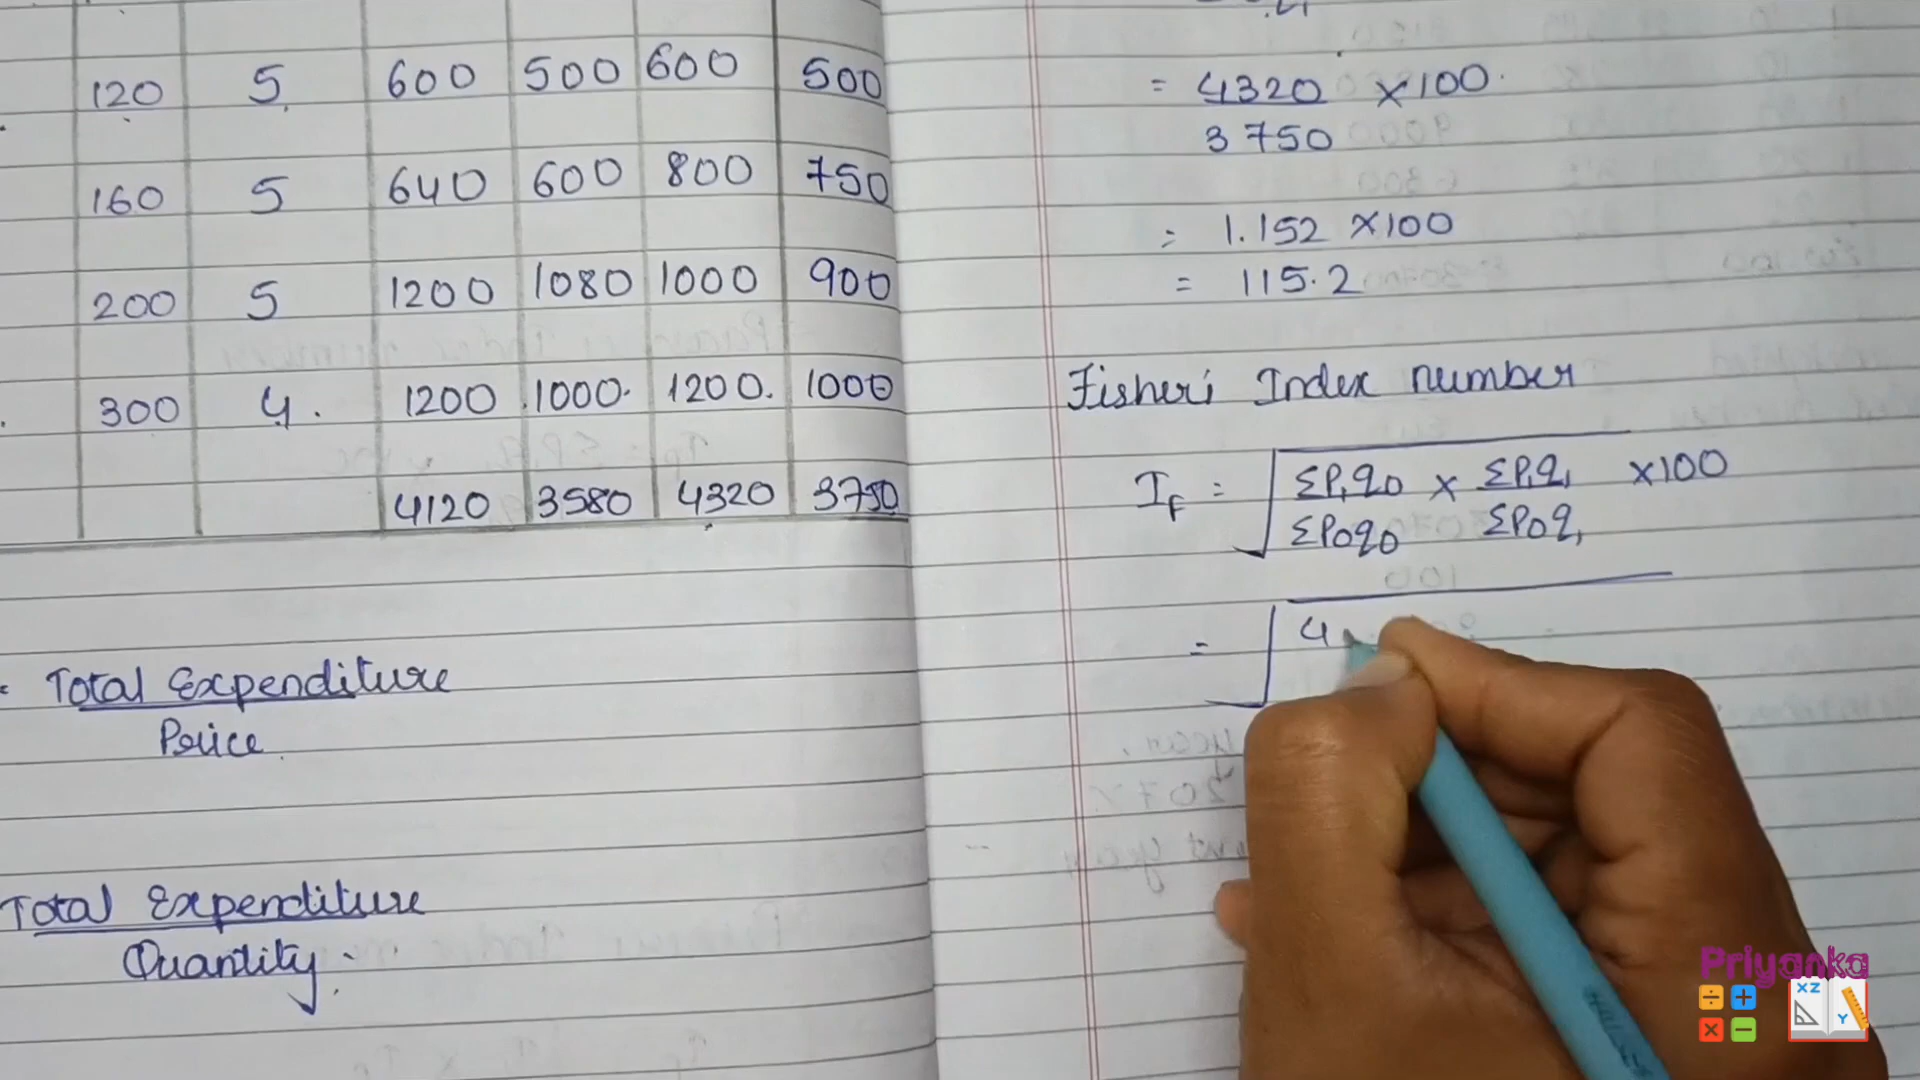 120 5 600 500 600 500
160 5 640 600 800 750
200 5 1200 1080 1000 900
300 4. 1200 1000. 1200. 1000
4120 3580 4320 3750
Total Expenditure
Price
Total Expenditure
Quantity
= 4320 ×100.
3750
= 1.152 ×100
= 115.2
Fisheri Index number
IF = √ ΣP1q0 × ΣP1q1 ×100
ΣP0q0 ΣP0q1
= √ 4
Priyanka
XZ
Y